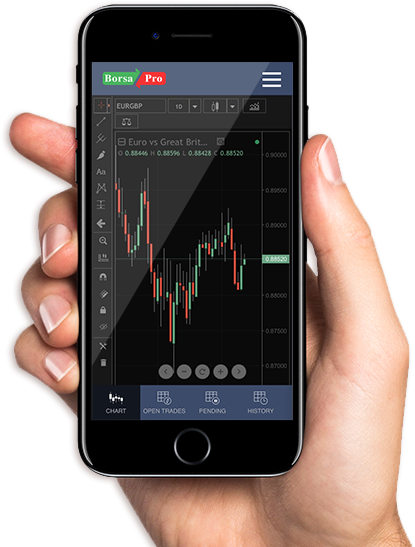 Borsa Pro
EURGBP 1D
Euro vs Great Brit...
O 0.88446 H 0.88596 L 0.88428 C 0.88520
Aa
0.90000
0.89500
0.89000
0.88520
0.88000
0.87500
0.87000
CHART OPEN TRADES PENDING HISTORY